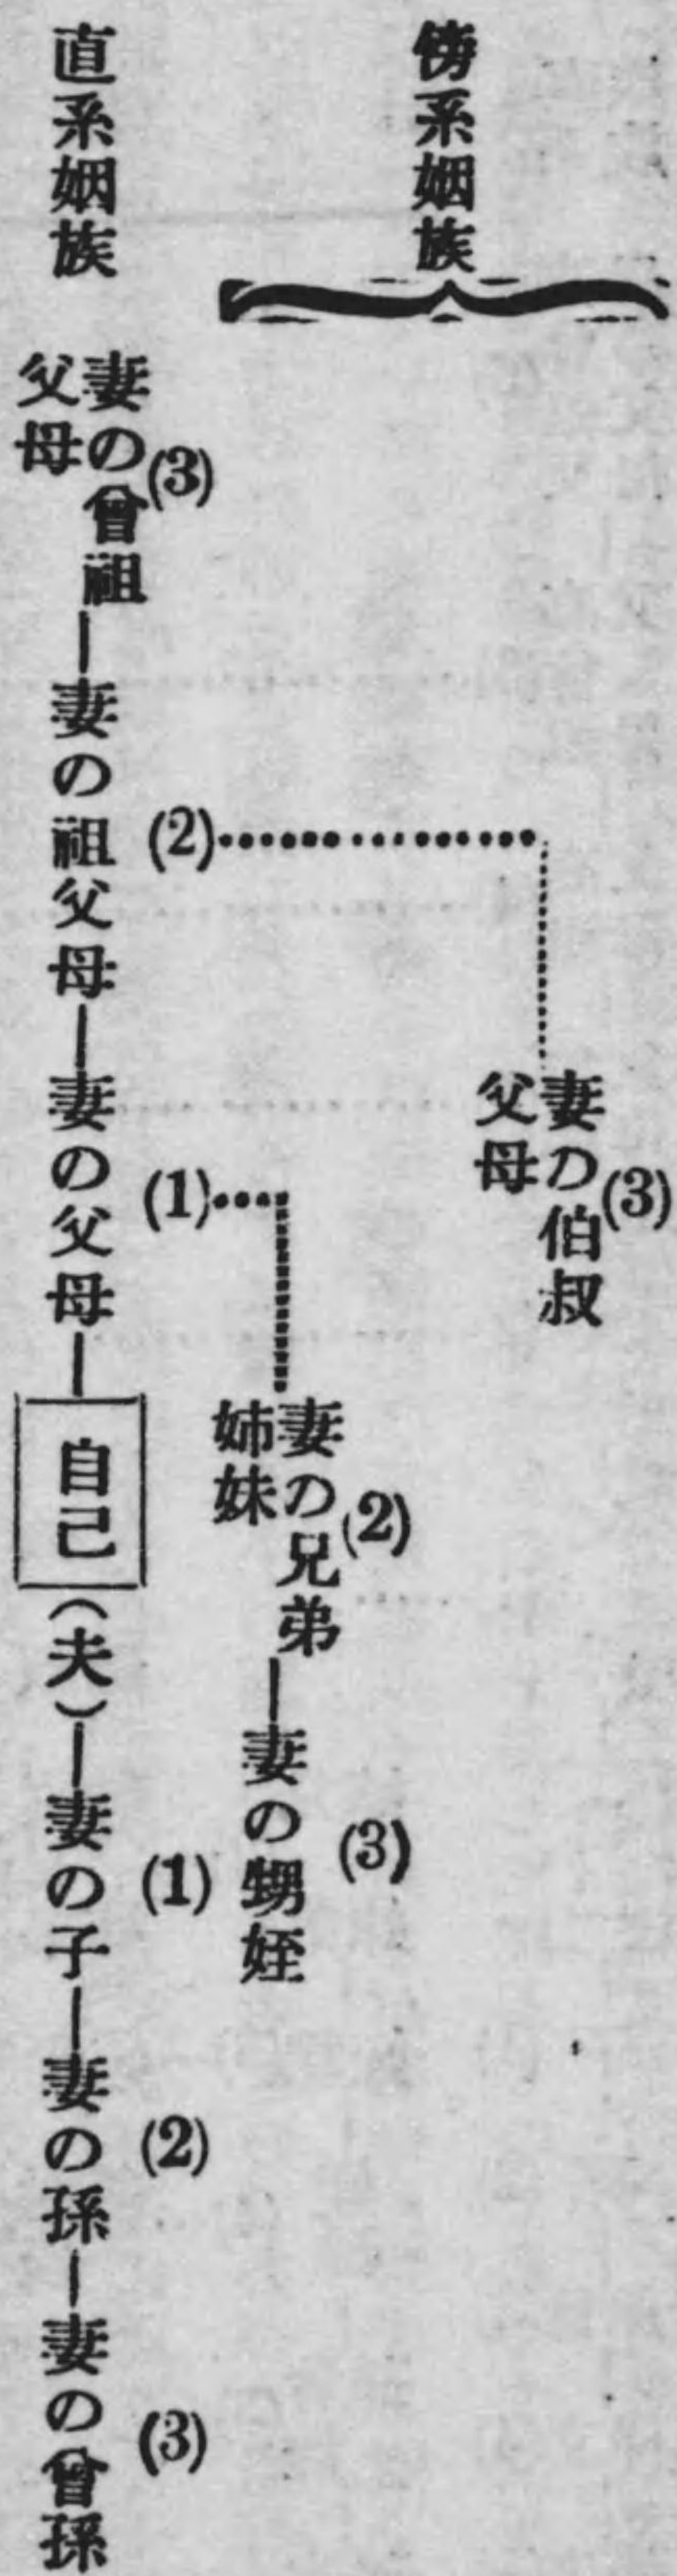 傍系姻族
妻の伯叔
父母
(3)
妻の兄弟
姉妹
(2)
妻の甥姪
(3)
直系姻族
妻の曾祖
父母
(3)
妻の祖父母
(2)
妻の父母
(1)
自己
(夫)
妻の子
(1)
妻の孫
(2)
妻の曾孫
(3)